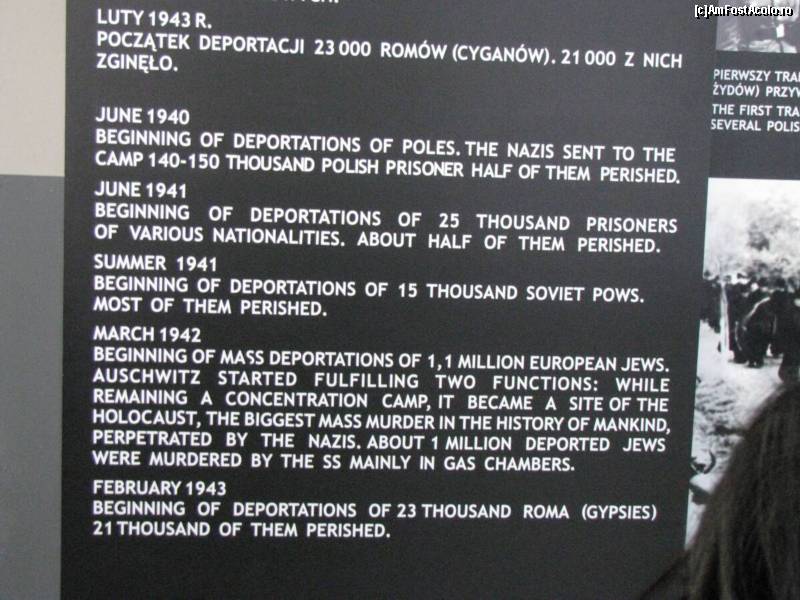 [c]AmFostAcolo.ro
LUTY 1943 R.
POCZĄTEK DEPORTACJI 23 000 ROMÓW (CYGANÓW). 21 000 Z NICH
ZGINĘŁO.
JUNE 1940
BEGINNING OF DEPORTATIONS OF POLES. THE NAZIS SENT TO THE
CAMP 140-150 THOUSAND POLISH PRISONER HALF OF THEM PERISHED.
JUNE 1941
BEGINNING OF DEPORTATIONS OF 25 THOUSAND PRISONERS
OF VARIOUS NATIONALITIES. ABOUT HALF OF THEM PERISHED.
SUMMER 1941
BEGINNING OF DEPORTATIONS OF 15 THOUSAND SOVIET POWS.
MOST OF THEM PERISHED.
MARCH 1942
BEGINNING OF MASS DEPORTATIONS OF 1,1 MILLION EUROPEAN JEWS.
AUSCHWITZ STARTED FULFILLING TWO FUNCTIONS: WHILE
REMAINING A CONCENTRATION CAMP, IT BECAME A SITE OF THE
HOLOCAUST, THE BIGGEST MASS MURDER IN THE HISTORY OF MANKIND,
PERPETRATED BY THE NAZIS. ABOUT 1 MILLION DEPORTED JEWS
WERE MURDERED BY THE SS MAINLY IN GAS CHAMBERS.
FEBRUARY 1943
BEGINNING OF DEPORTATIONS OF 23 THOUSAND ROMA (GYPSIES)
21 THOUSAND OF THEM PERISHED.
PIERWSZY
ŻYDÓW)
THE FIRST
SEVERAL